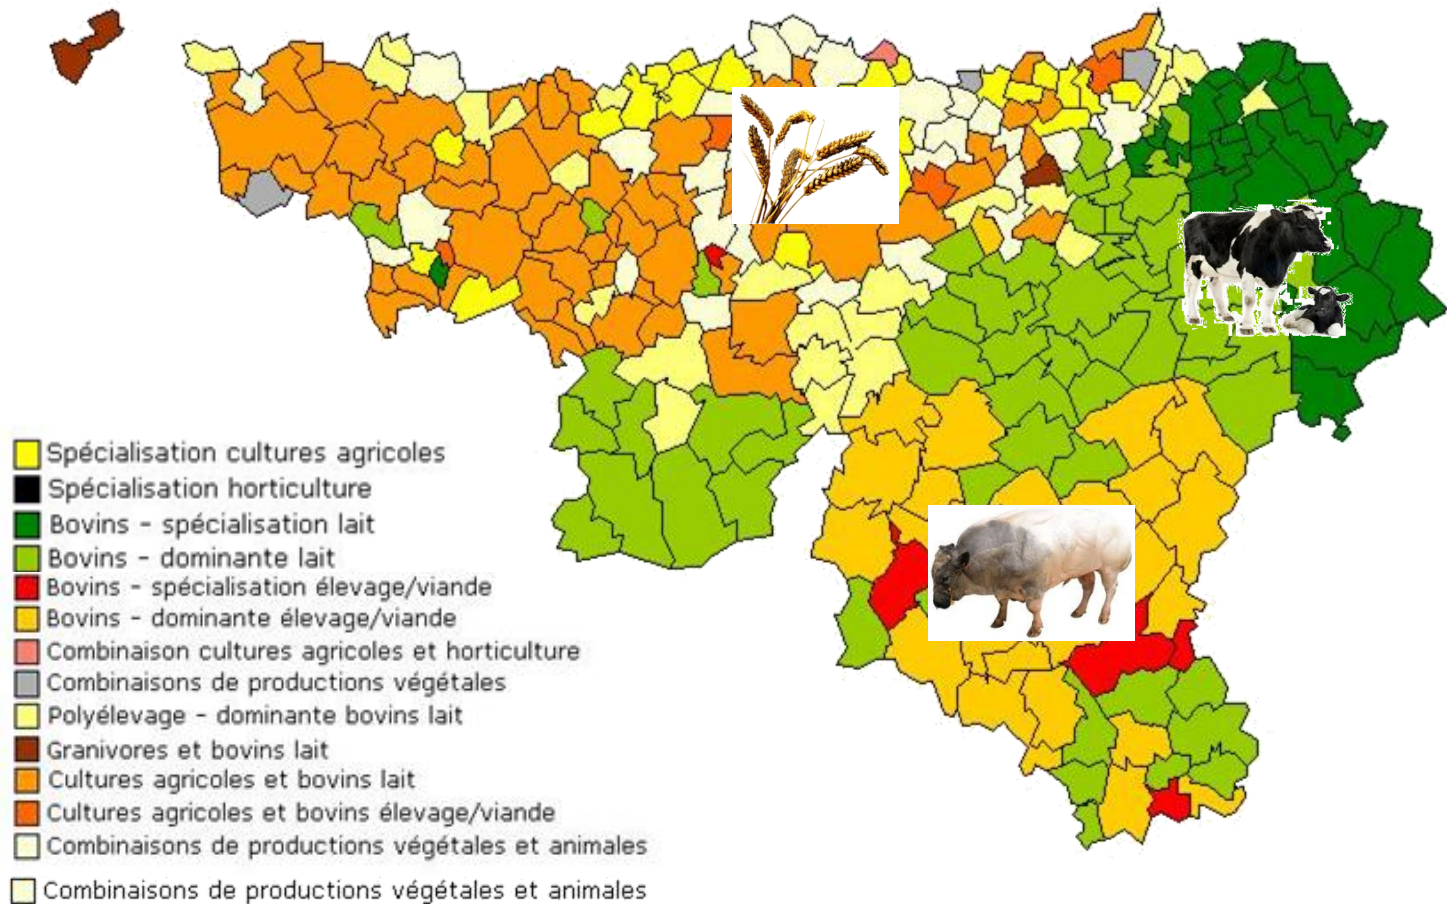 Spécialisation cultures agricoles
Spécialisation horticulture
Bovins - spécialisation lait
Bovins - dominante lait
Bovins - spécialisation élevage/viande
Bovins - dominante élevage/viande
Combinaison cultures agricoles et horticulture
Combinaisons de productions végétales
Polyélevage - dominante bovins lait
Granivores et bovins lait
Cultures agricoles et bovins lait
Cultures agricoles et bovins élevage/viande
Combinaisons de productions végétales et animales
Combinaisons de productions végétales et animales